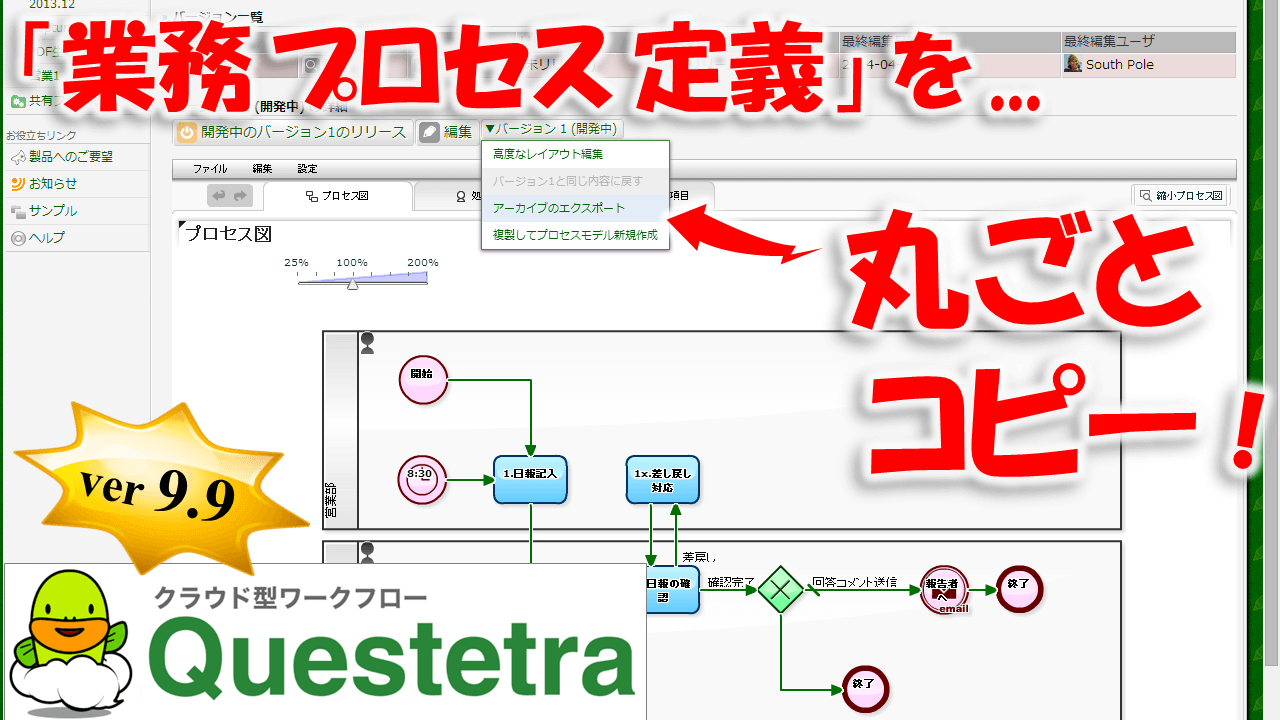 2013.12
バージョン一覧
「業務 プロセス 定義」を ...
最終編集ユーザ
South Pole
共有
(開発中)
お役立ちリンク
開発中のバージョン1のリリース
編集
▼バージョン 1 (開発中)
製品へのご要望
高度なレイアウト編集
ファイル
編集
設定
お知らせ
バージョン1と同じ内容に戻す
プロセス図
項目
縮小プロセス図
サンプル
アーカイブのエクスポート
ヘルプ
複製してプロセスモデル新規作成
プロセス図
丸ごと
コピー！
25%
100%
200%
開始
8:30
1.日報記入
1x.差し戻し
対応
営業部
ver 9.9
差戻し
日報の確
認
確認完了
回答コメント送信
報告者
へ
email
終了
終了
クラウド型ワークフロー
Questetra